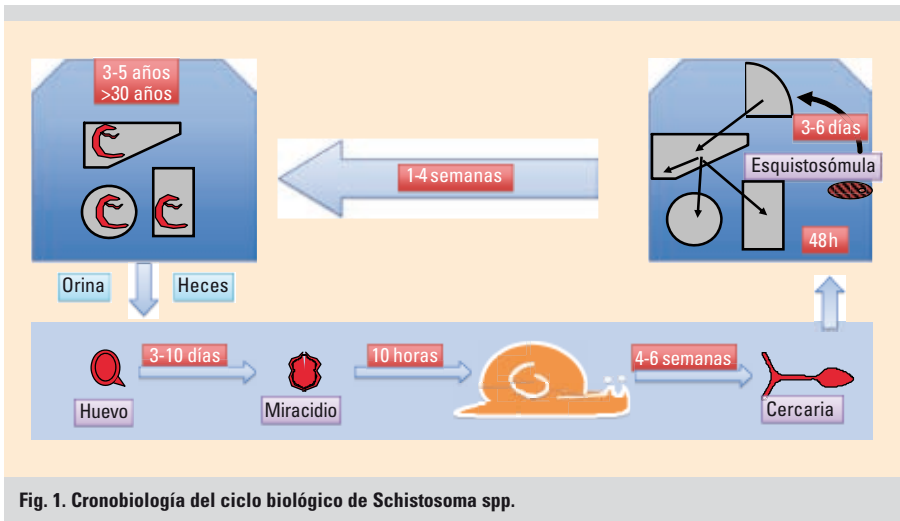 3-5 años
>30 años
1-4 semanas
3-6 días
Esquistosómula
48h
Orina
Heces
3-10 días
10 horas
4-6 semanas
Huevo
Miracidio
Cercaria
Fig. 1. Cronobiología del ciclo biológico de Schistosoma spp.